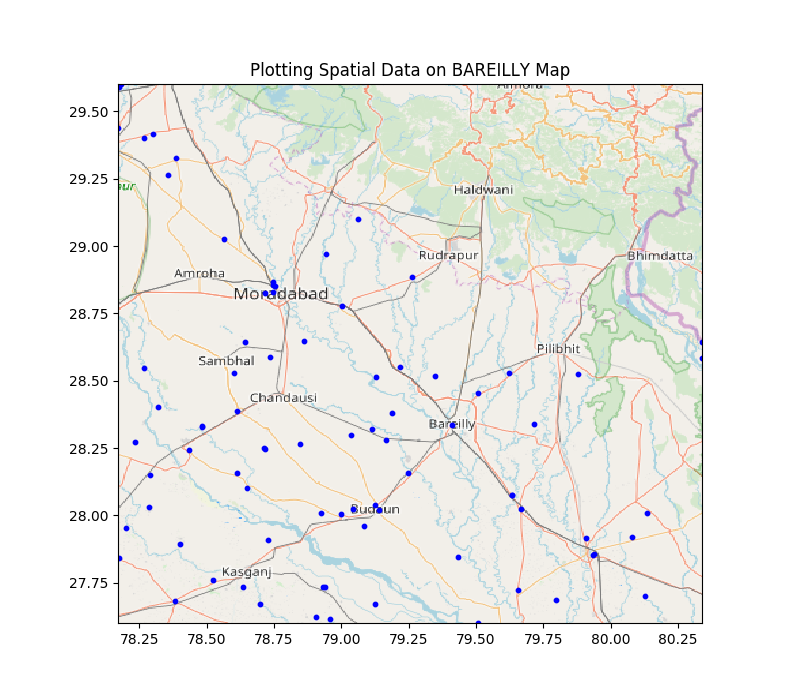 Plotting Spatial Data on BAREILLY Map
Almora
29.50
29.25
29.00
28.75
28.50
28.25
28.00
27.75
Haldwani
Rudrapur
Bhimdatta
Amroha
Moradabad
Pilibhit
Sambhal
Chandausi
Bareilly
Budaun
Kasganj
78.25 78.50 78.75 79.00 79.25 79.50 79.75 80.00 80.25